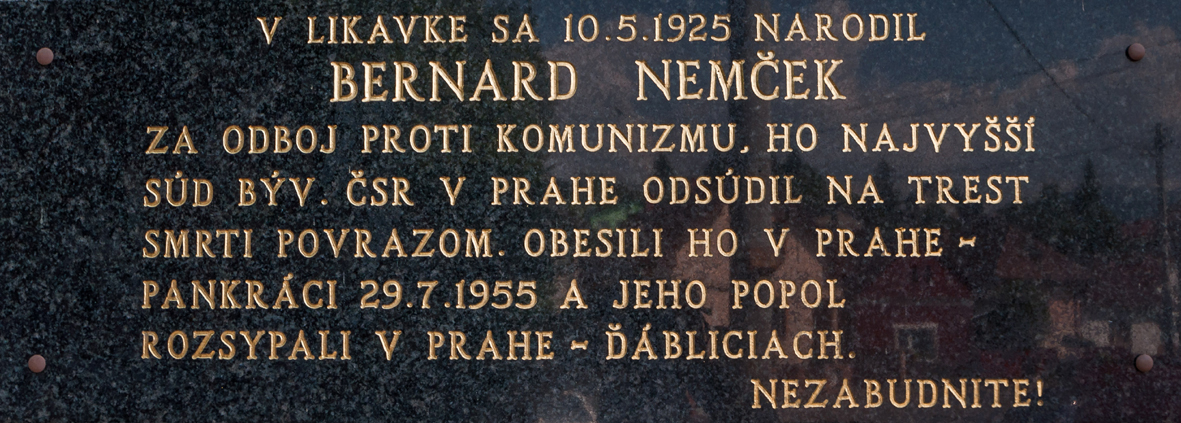 V LIKAVKE SA 10.5.1925 NARODIL
BERNARD NEMČEK
ZA ODBOJ PROTI KOMUNIZMU, HO NAJVYŠŠÍ
SÚD BÝV. ČSR V PRAHE ODSÚDIL NA TREST
SMRTI POVRAZOM. OBESILI HO V PRAHE -
PANKRÁCI 29.7.1955 A JEHO POPOL
ROZSYPALI V PRAHE - ĎÁBLICIACH.
NEZABUDNITE!